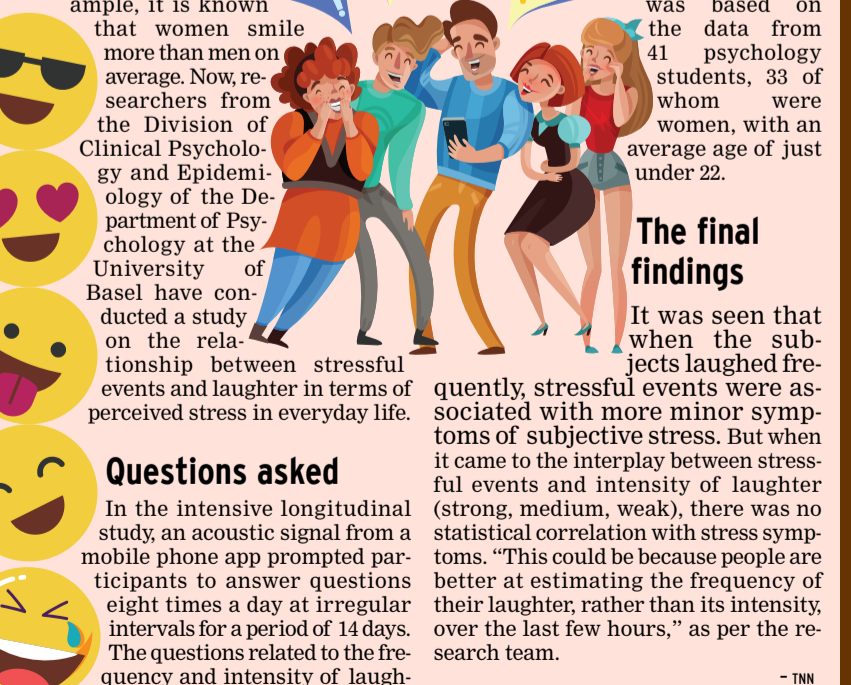 ample, it is known
that women smile
more than men on
average. Now, re-
searchers from
the Division of
Clinical Psycholo-
gy and Epidemi-
ology of the De-
partment of Psy-
chology at the
University of
Basel have con-
ducted a study
on the rela-
tionship between stressful
events and laughter in terms of
perceived stress in everyday life.
Questions asked
In the intensive longitudinal
study, an acoustic signal from a
mobile phone app prompted par-
ticipants to answer questions
eight times a day at irregular
intervals for a period of 14 days.
The questions related to the fre-
quency and intensity of laugh-
was based on
the data from
41 psychology
students, 33 of
whom were
women, with an
average age of just
under 22.
The final
findings
It was seen that
when the sub-
jects laughed fre-
quently, stressful events were as-
sociated with more minor symp-
toms of subjective stress. But when
it came to the interplay between stress-
ful events and intensity of laughter
(strong, medium, weak), there was no
statistical correlation with stress symp-
toms. “This could be because people are
better at estimating the frequency of
their laughter, rather than its intensity,
over the last few hours,” as per the re-
search team.
– TNN